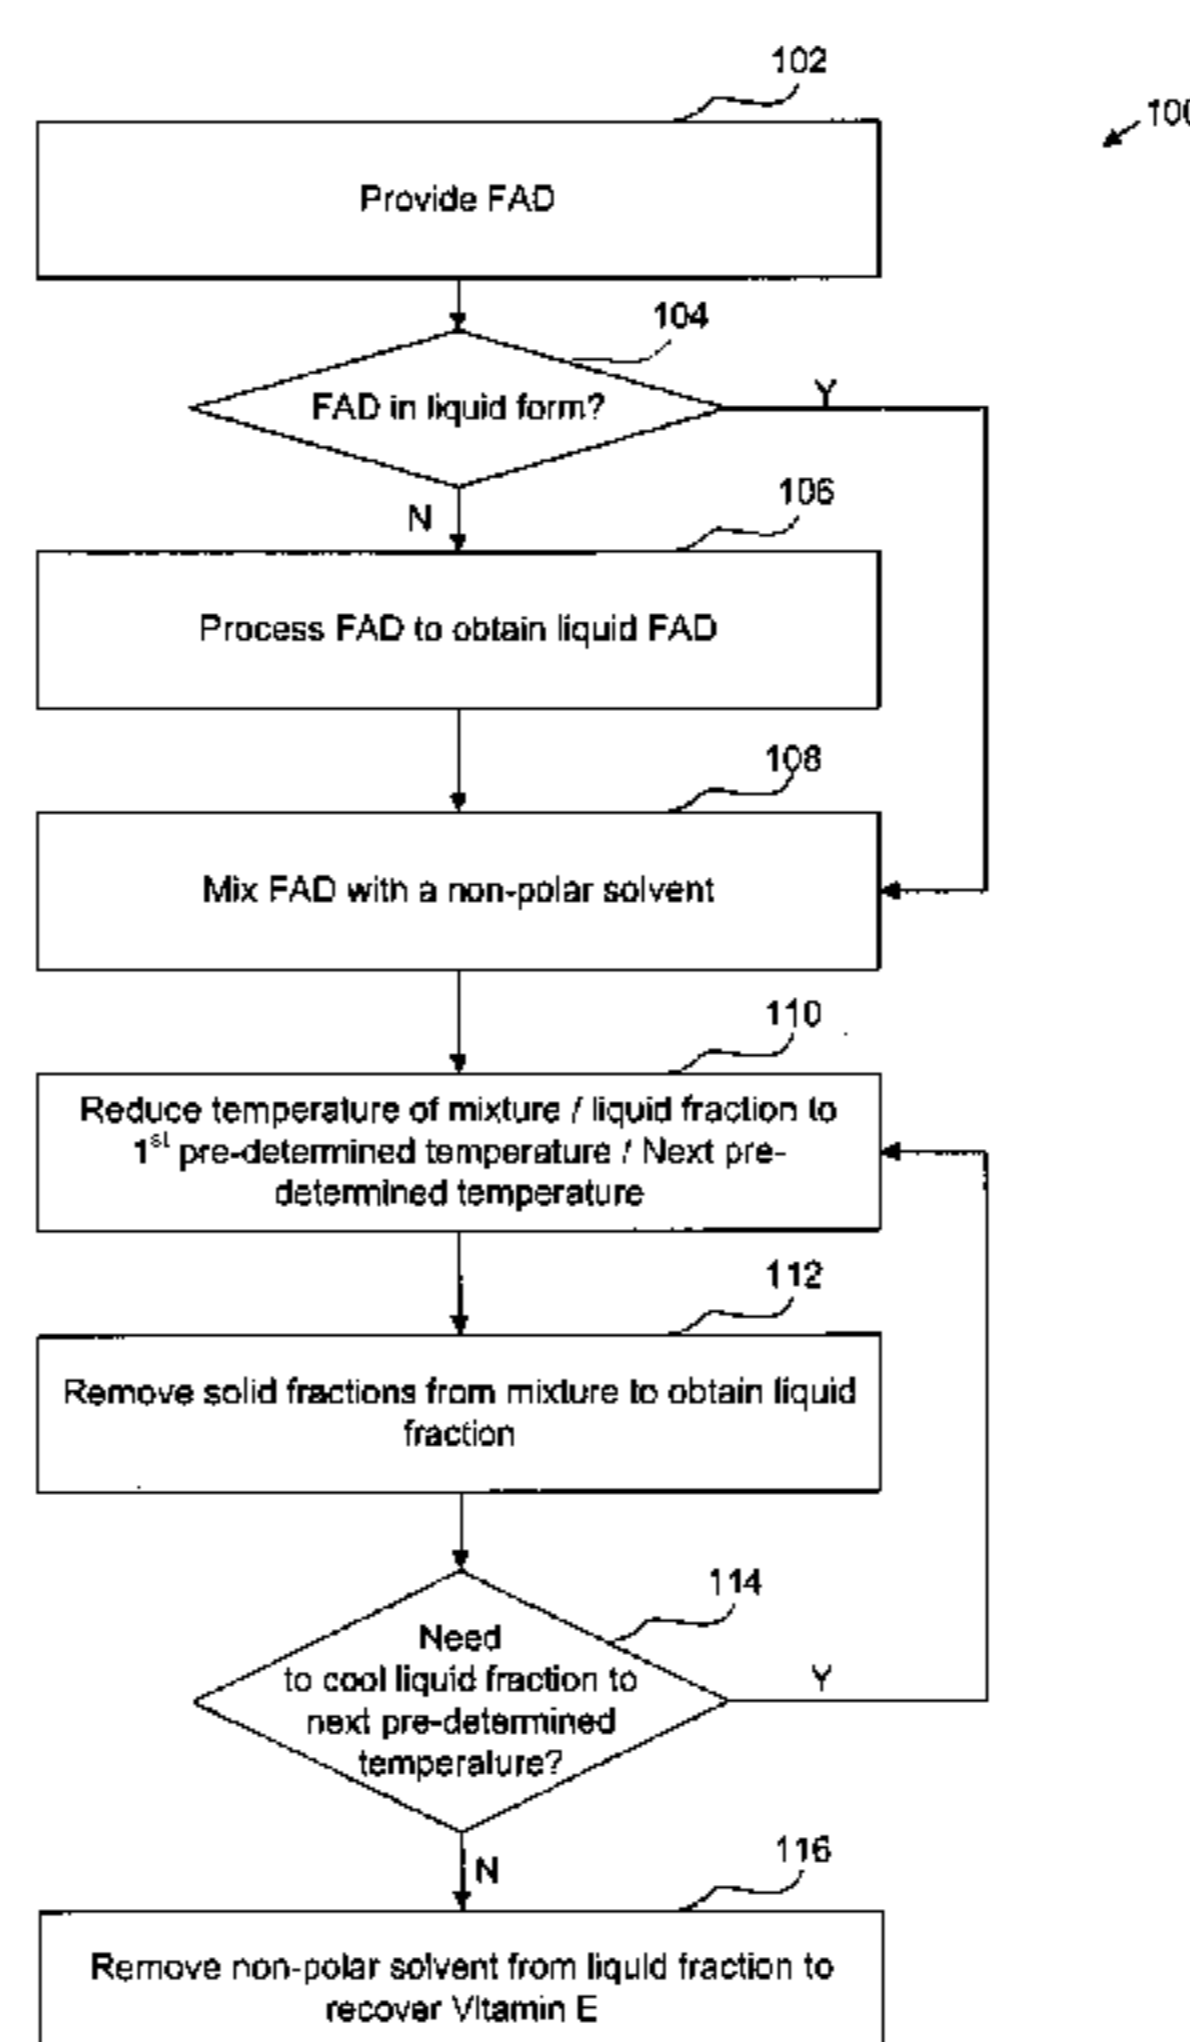 102
100
Provide FAD
104
FAD in liquid form?
Y
N
106
Process FAD to obtain liquid FAD
108
Mix FAD with a non-polar solvent
110
Reduce temperature of mixture / liquid fraction to
1st pre-determined temperature / Next pre-
determined temperature
112
Remove solid fractions from mixture to obtain liquid
fraction
114
Need
to cool liquid fraction to
next pre-determined
temperature?
Y
N
116
Remove non-polar solvent from liquid fraction to
recover Vitamin E